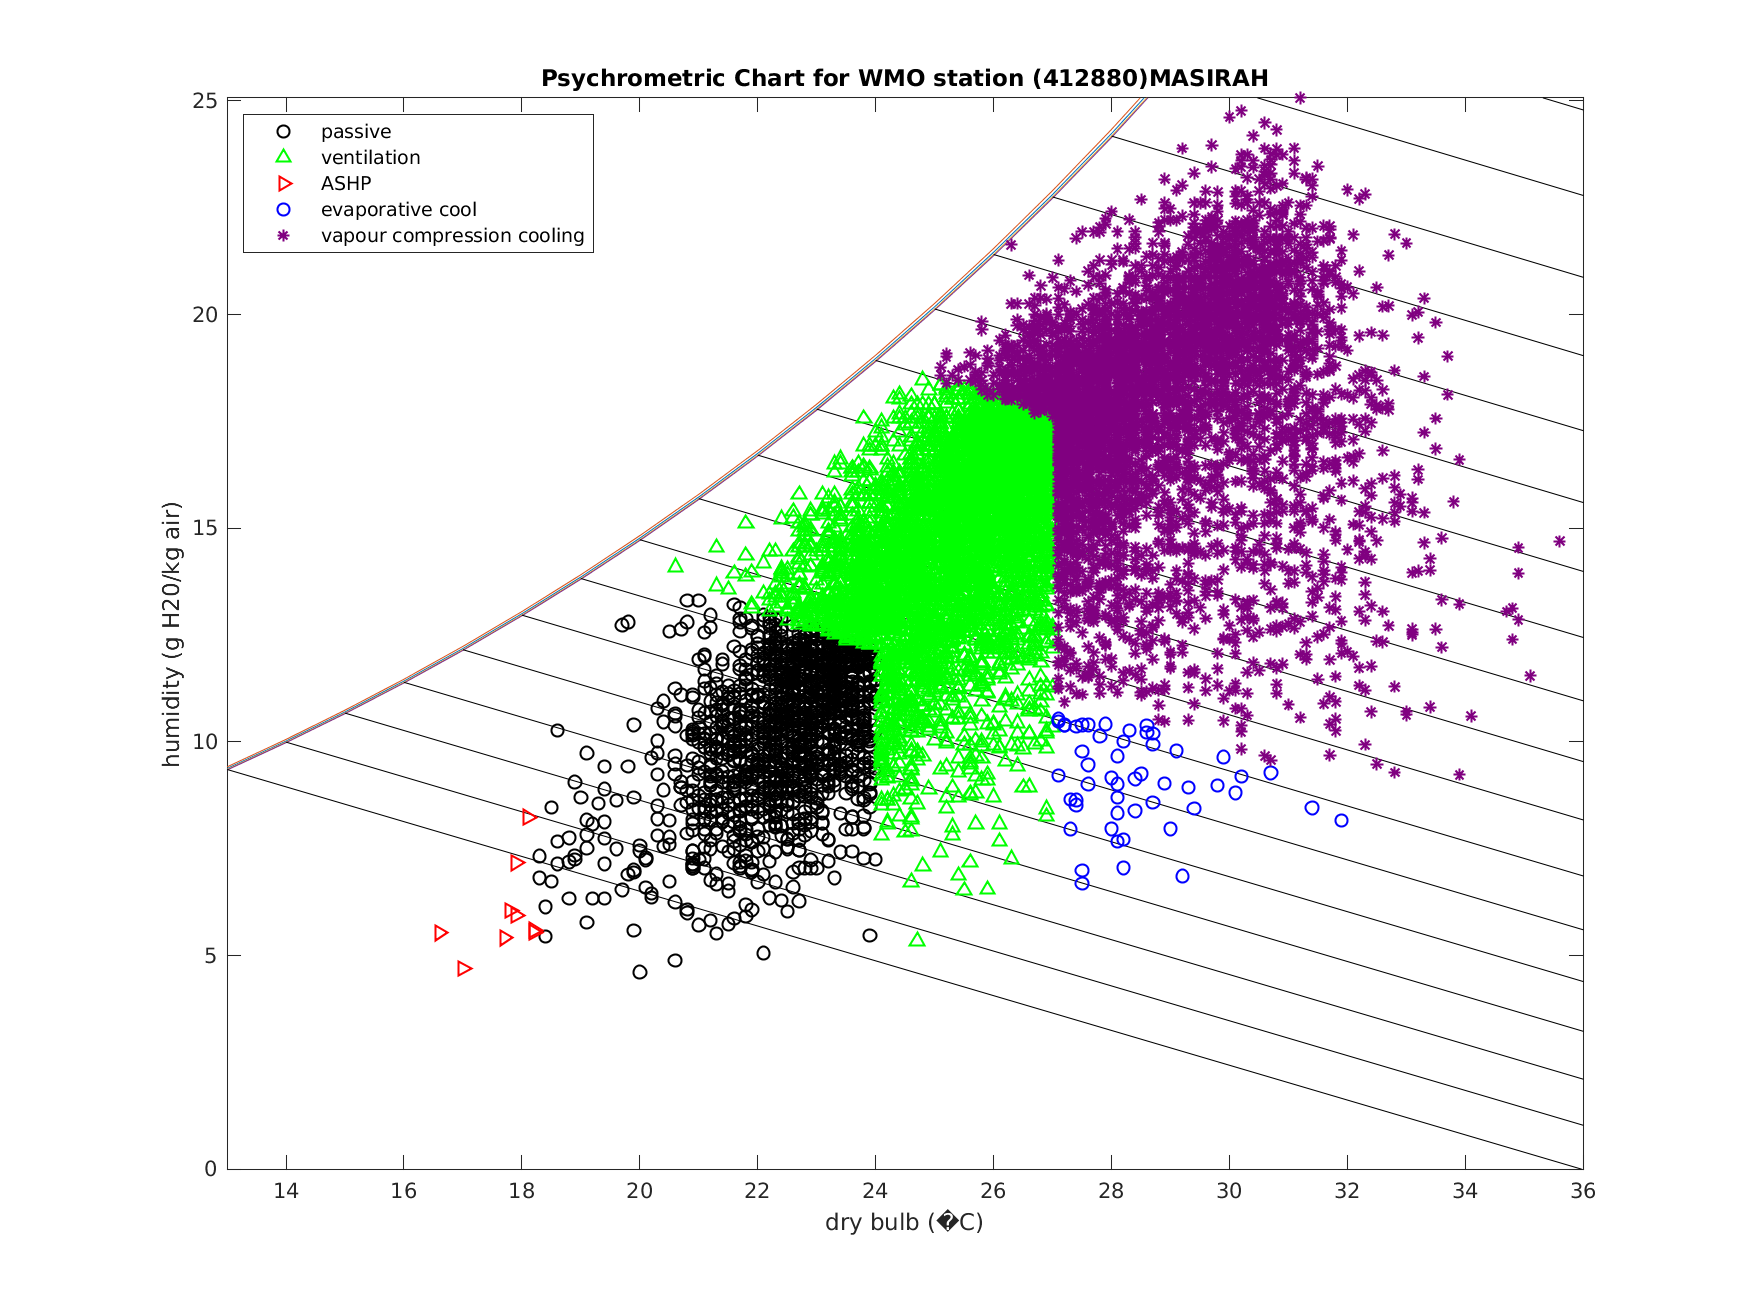 Psychrometric Chart for WMO station (412880)MASIRAH
passive
ventilation
ASHP
evaporative cool
vapour compression cooling
humidity (g H20/kg air)
25
20
15
10
5
0
14 16 18 20 22 24 26 28 30 32 34 36
dry bulb (�C)